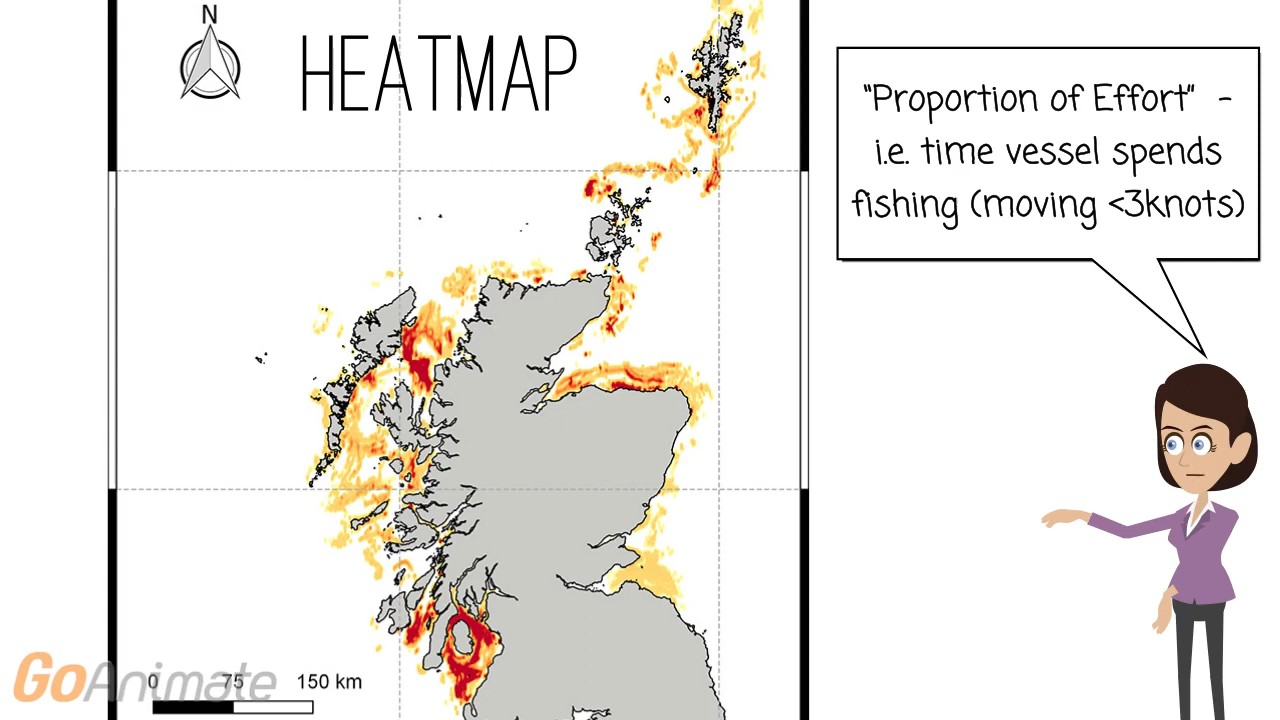 N
HEATMAP
"Proportion of Effort" -
i.e. time vessel spends
fishing (moving <3knots)
GoAnimate
0 75 150 km